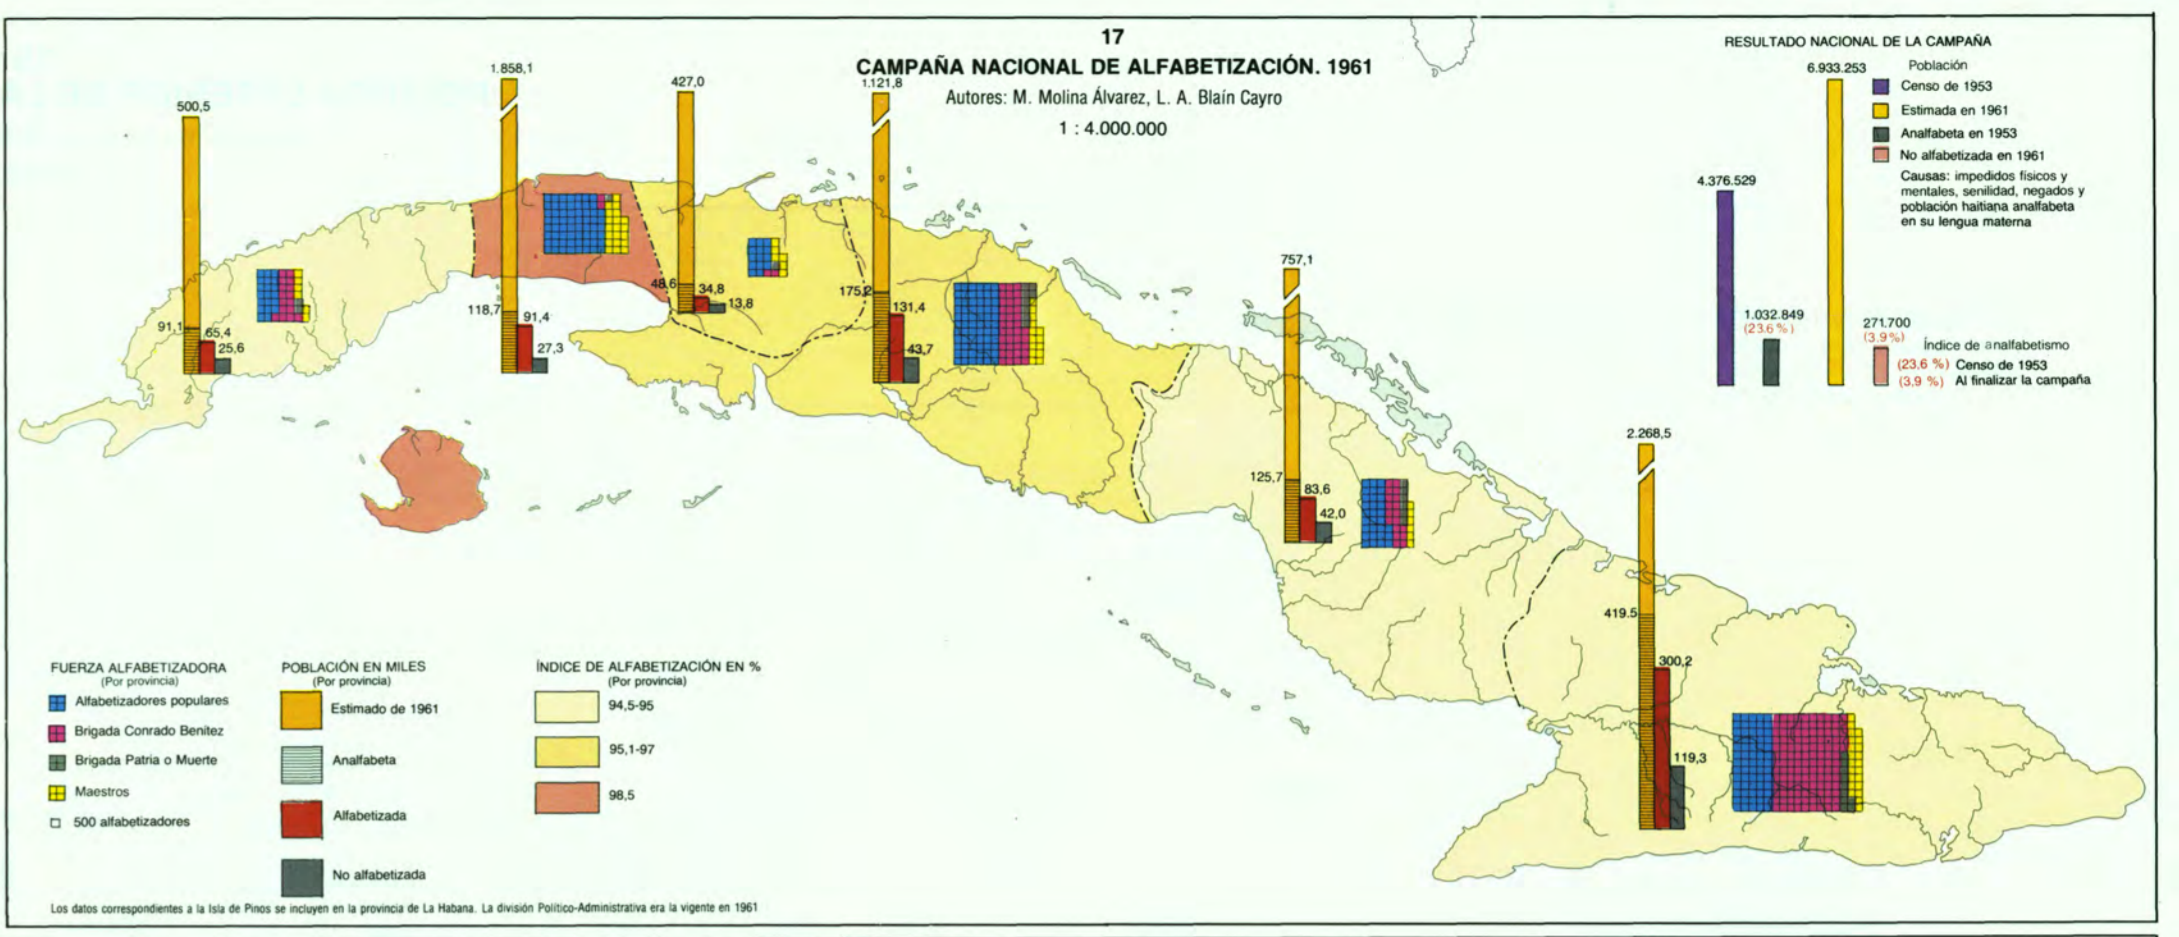 17
CAMPAÑA NACIONAL DE ALFABETIZACIÓN. 1961
Autores: M. Molina Álvarez, L. A. Blaín Cayro
1 : 4.000.000
500,5
91,1
65,4
25,6
1.858,1
118,7
91,4
27,3
427,0
48,6
34,8
13,8
1.121,8
175,2
131,4
43,7
757,1
125,7
83,6
42,0
2.268,5
419.5
300,2
119,3
RESULTADO NACIONAL DE LA CAMPAÑA
Población
Censo de 1953
Estimada en 1961
Analfabeta en 1953
No alfabetizada en 1961
Causas: impedidos físicos y
mentales, senilidad, negados y
población haitiana analfabeta
en su lengua materna
4.376.529
1.032.849
(23.6 %)
6.933.253
271.700
(3.9%)
Índice de analfabetismo
(23,6 %) Censo de 1953
(3.9 %) Al finalizar la campaña
FUERZA ALFABETIZADORA
(Por provincia)
Alfabetizadores populares
Brigada Conrado Benítez
Brigada Patria o Muerte
Maestros
500 alfabetizadores
POBLACIÓN EN MILES
(Por provincia)
Estimado de 1961
Analfabeta
Alfabetizada
No alfabetizada
ÍNDICE DE ALFABETIZACIÓN EN %
(Por provincia)
94,5-95
95,1-97
98,5
Los datos correspondientes a la Isla de Pinos se incluyen en la provincia de La Habana. La división Político-Administrativa era la vigente en 1961